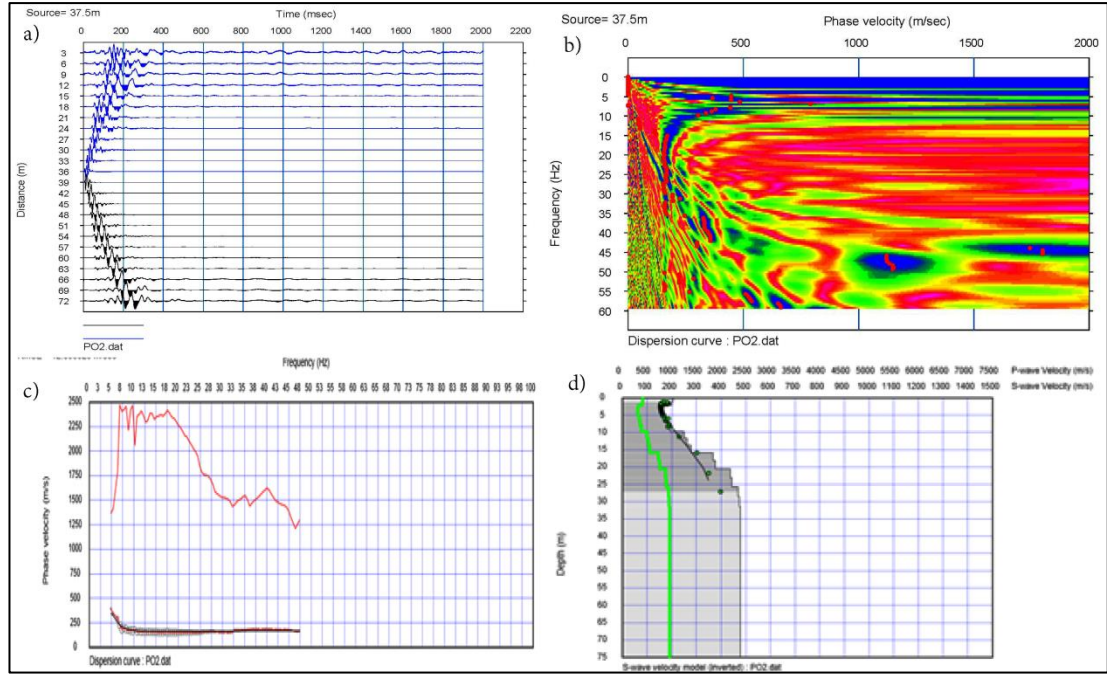 Source= 37.5m
Time (msec)
a)
0 200 400 600 800 1000 1200 1400 1600 1800 2000 2200
3
6
9
12
15
18
21
24
27
30
33
36
39
42
45
48
51
54
57
60
63
66
69
72
Distance (m)
PO2.dat
Source= 37.5m
Phase velocity (m/sec)
b)
0 500 1000 1500 2000
0
5
10
15
20
25
30
35
40
45
50
55
60
Frequency (Hz)
Dispersion curve : PO2.dat
c)
Frequency (Hz)
0 3 5 8 10 13 15 18 20 23 25 28 30 33 35 38 40 43 45 48 50 53 55 58 60 63 65 68 70 73 75 78 80 83 85 88 90 93 95 98 100
2500
2250
2000
1750
1500
1250
1000
750
500
250
0
Phase velocity (m/s)
Dispersion curve : PO2.dat
d)
0 500 1000 1500 2000 2500 3000 3500 4000 4500 5000 5500 6000 6500 7000 7500 P-wave Velocity (m/s)
0 100 200 300 400 500 600 700 800 900 1000 1100 1200 1300 1400 1500 S-wave Velocity (m/s)
0
5
10
15
20
25
30
35
40
45
50
55
60
65
70
75
Depth (m)
S-wave velocity model (inverted) : PO2.dat